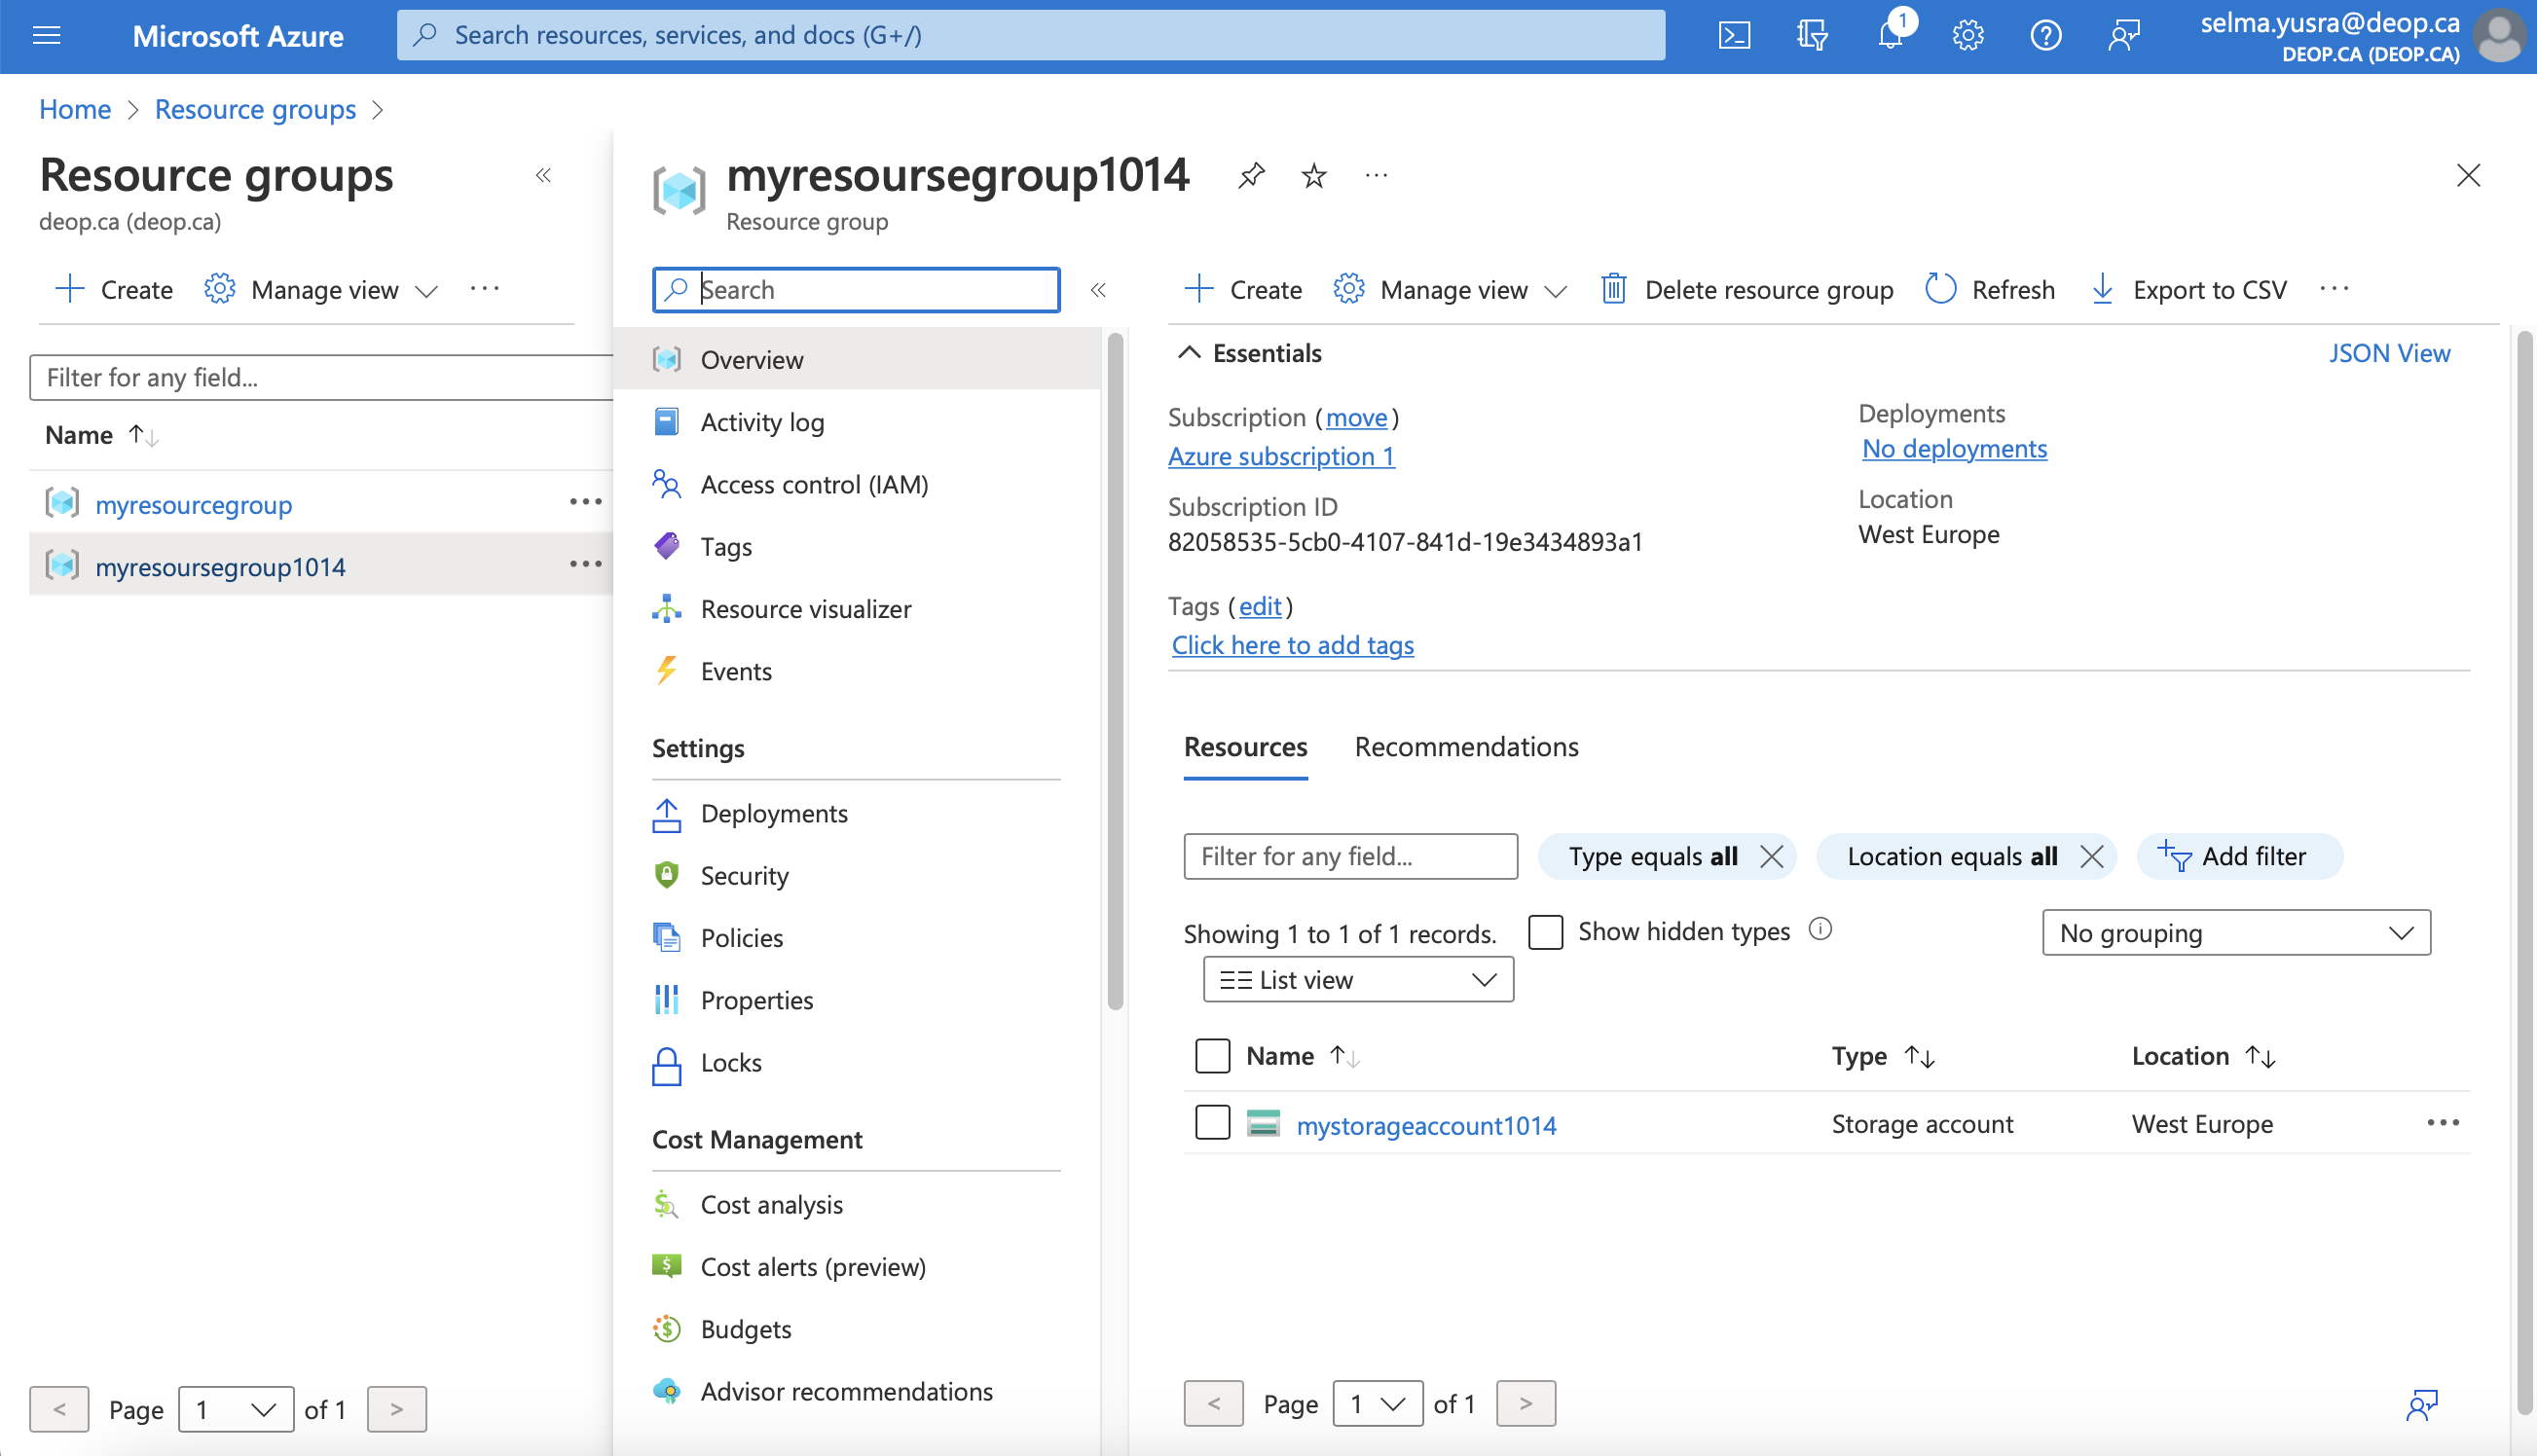 Microsoft Azure
Search resources, services, and docs (G+/)
1
selma.yusra@deop.ca
DEOP.CA (DEOP.CA)
Home > Resource groups >
Resource groups
deop.ca (deop.ca)
Create
Manage view
Filter for any field...
Name
myresourcegroup
myresoursegroup1014
< Page 1 of 1 >
myresoursegroup1014
Resource group
Search
Overview
Activity log
Access control (IAM)
Tags
Resource visualizer
Events
Settings
Deployments
Security
Policies
Properties
Locks
Cost Management
Cost analysis
Cost alerts (preview)
Budgets
Advisor recommendations
Create
Manage view
Delete resource group
Refresh
Export to CSV
Essentials
JSON View
Subscription (move)
Azure subscription 1
Subscription ID
82058535-5cb0-4107-841d-19e3434893a1
Tags (edit)
Click here to add tags
Deployments
No deployments
Location
West Europe
Resources
Recommendations
Filter for any field...
Type equals all
Location equals all
Add filter
Showing 1 to 1 of 1 records.
Show hidden types
No grouping
List view
Name Type Location
mystorageaccount1014 Storage account West Europe
< Page 1 of 1 >